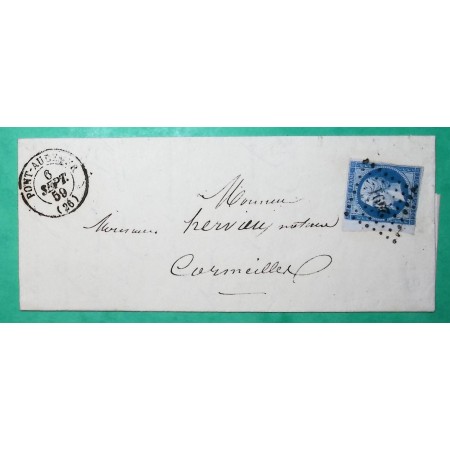 PONT-AUDEMER
6
SEPT.
59
(26)
Monsieur
Monsieur hervieu notaire
Cormeilles